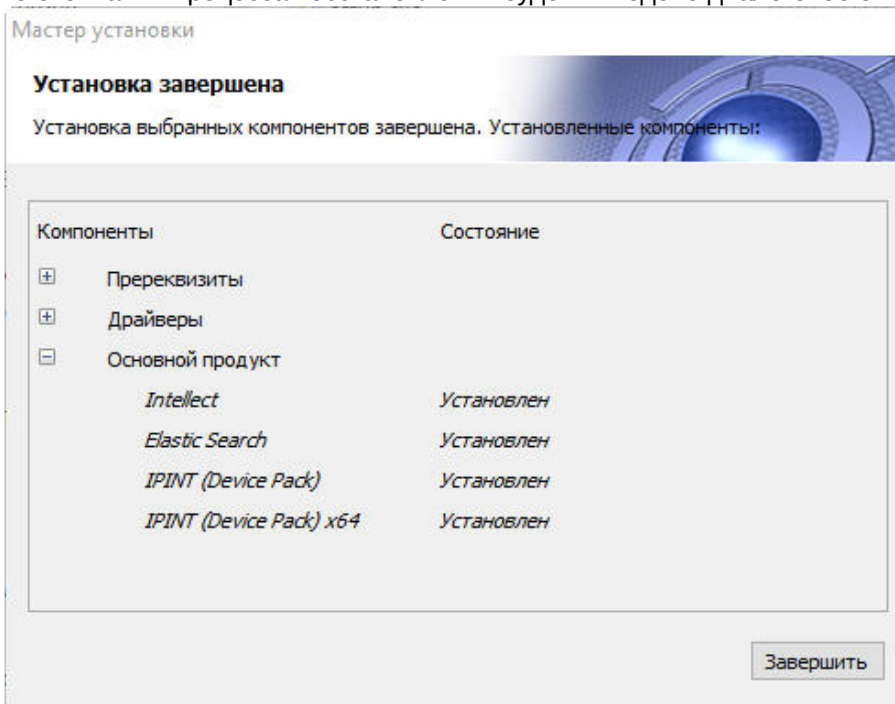 Мастер установки
Установка завершена
Установка выбранных компонентов завершена. Установленные компоненты:
Компоненты Состояние
Пререквизиты
Драйверы
Основной продукт
Intellect Установлен
Elastic Search Установлен
IPINT (Device Pack) Установлен
IPINT (Device Pack) x64 Установлен
Завершить